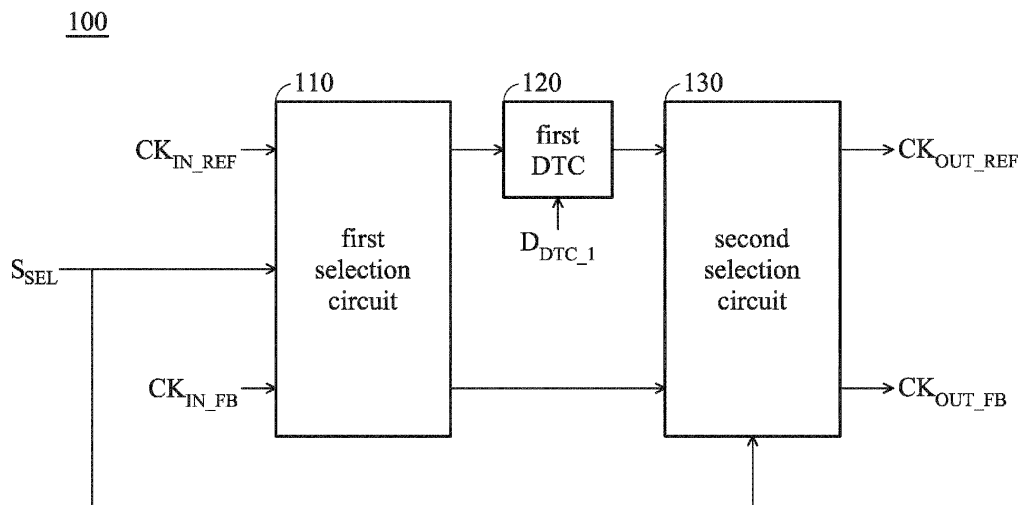 100
110
120
130
CK_IN_REF
first
DTC
CK_OUT_REF
D_DTC_1
S_SEL
first
selection
circuit
second
selection
circuit
CK_IN_FB
CK_OUT_FB